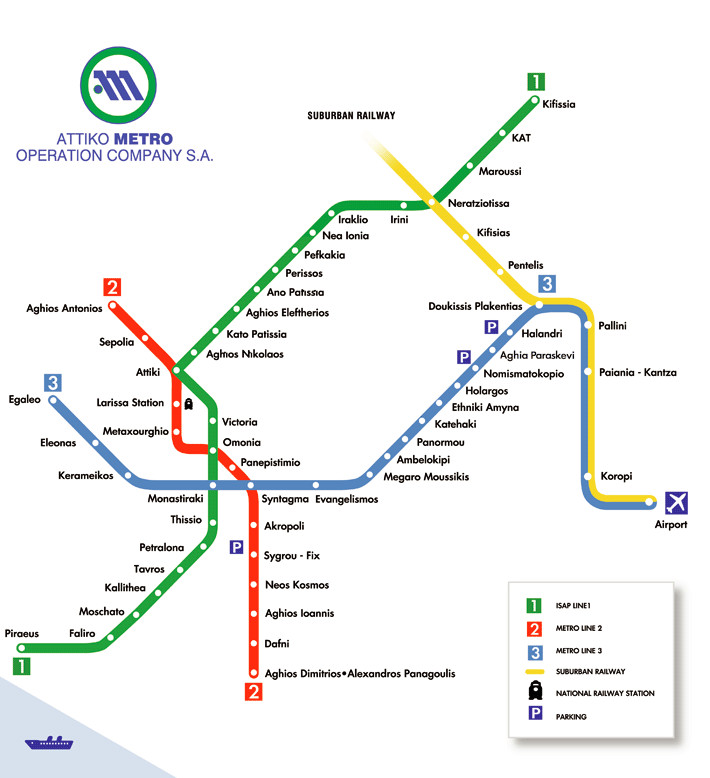 ATTIKO METRO
OPERATION COMPANY S.A.
SUBURBAN RAILWAY
1
Kifissia
KAT
Maroussi
Neratziotissa
Irini
Iraklio
Nea Ionia
Pefkakia
Perissos
Ano Patissia
Aghios Eleftherios
Kato Patissia
Aghios Nikolaos
Kifisias
Pentelis
3
Doukissis Plakentias
2
Aghios Antonios
Sepolia
Attiki
P
Halandri
Pallini
Aghia Paraskevi
P
Nomismatokopio
Paiania - Kantza
Holargos
Ethniki Amyna
Katehaki
Panormou
Ambelokipi
Megaro Moussikis
Koropi
Airport
3
Egaleo
Eleonas
Kerameikos
Larissa Station
Metaxourghio
Victoria
Omonia
Panepistimio
Monastiraki
Syntagma
Evangelismos
Thissio
Akropoli
Petralona
P
Sygrou - Fix
Tavros
Neos Kosmos
Kallithea
Moschato
Aghios Ioannis
Piraeus
Faliro
Dafni
1
Aghios Dimitrios•Alexandros Panagoulis
2
1 ISAP LINE1
2 METRO LINE 2
3 METRO LINE 3
SUBURBAN RAILWAY
NATIONAL RAILWAY STATION
P PARKING